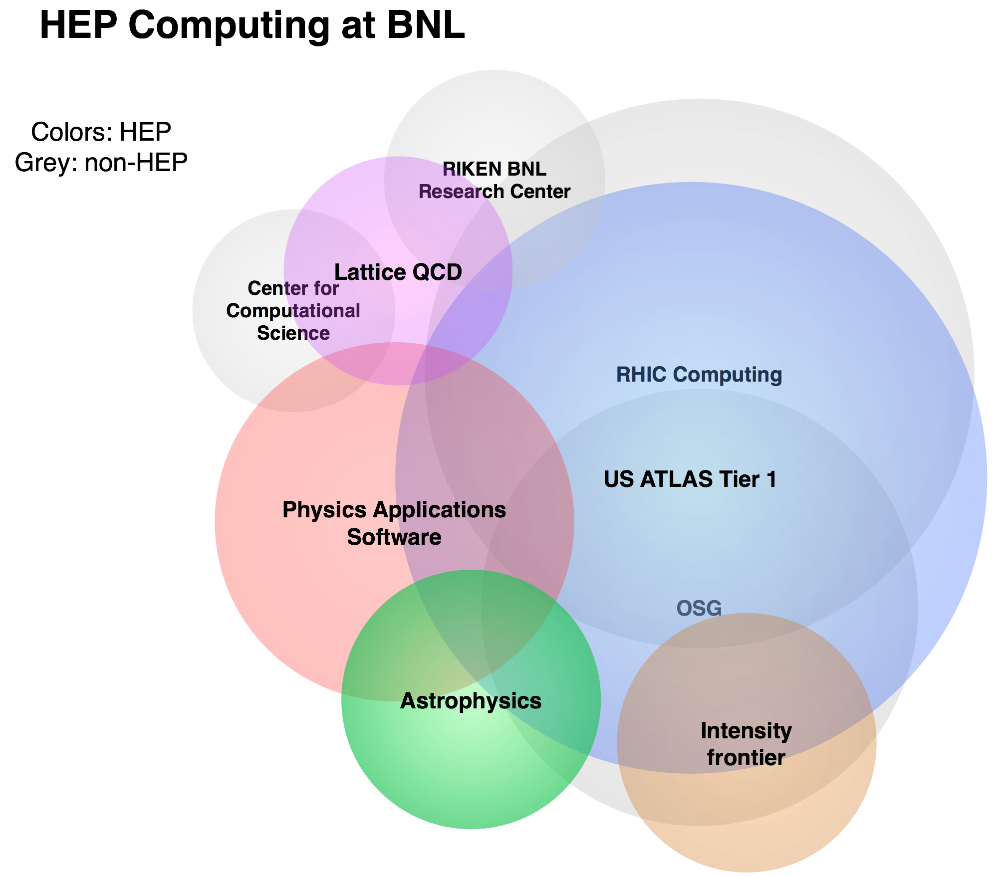 HEP Computing at BNL
Colors: HEP
Grey: non-HEP
RIKEN BNL
Research Center
Lattice QCD
Center for
Computational
Science
RHIC Computing
US ATLAS Tier 1
Physics Applications
Software
OSG
Astrophysics
Intensity
frontier